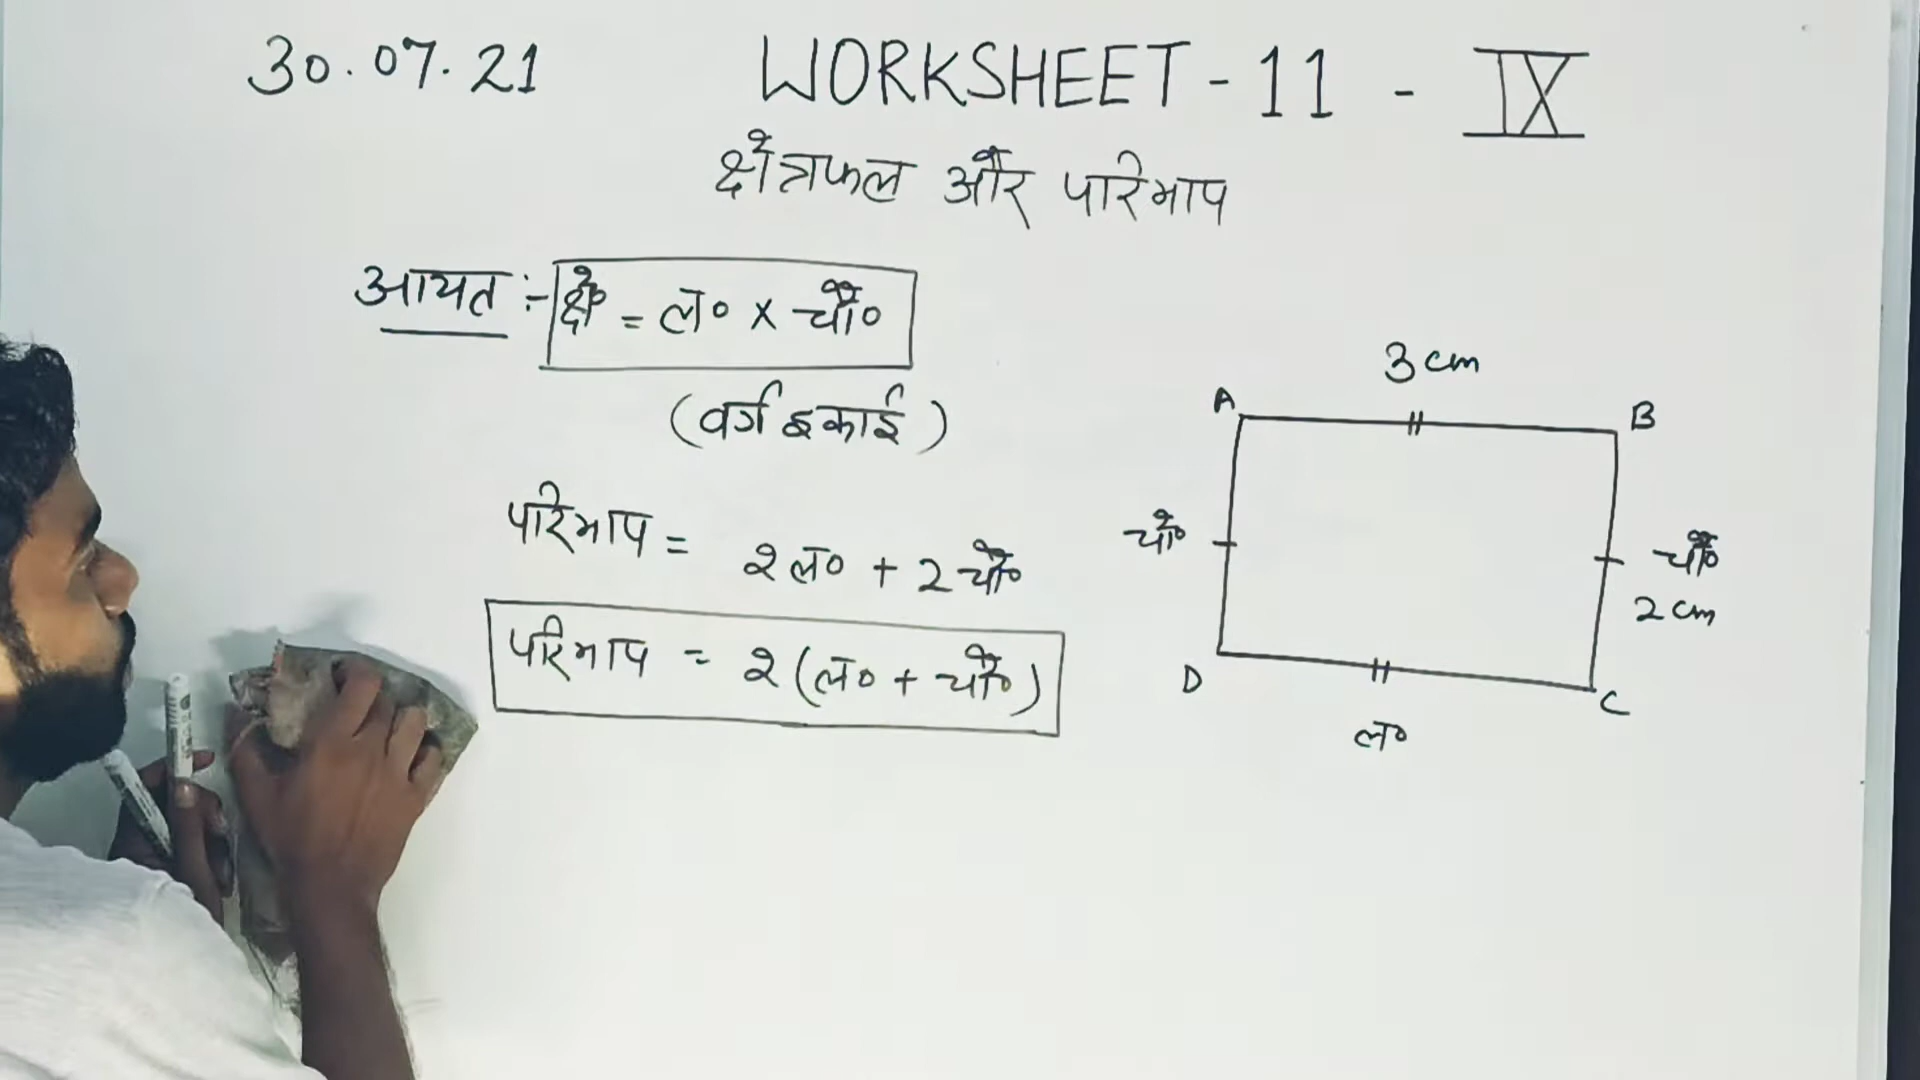 30.07.21 WORKSHEET - 11 - IX
क्षेत्रफल और परिमाप
आयत :- क्षे० = ल० x चौ०
(वर्ग इकाई)
परिमाप = 2 ल० + 2 चौ०
परिमाप = 2 (ल० + चौ०)
3 cm
A
B
चौ०
चौ०
2 cm
D
C
ल०